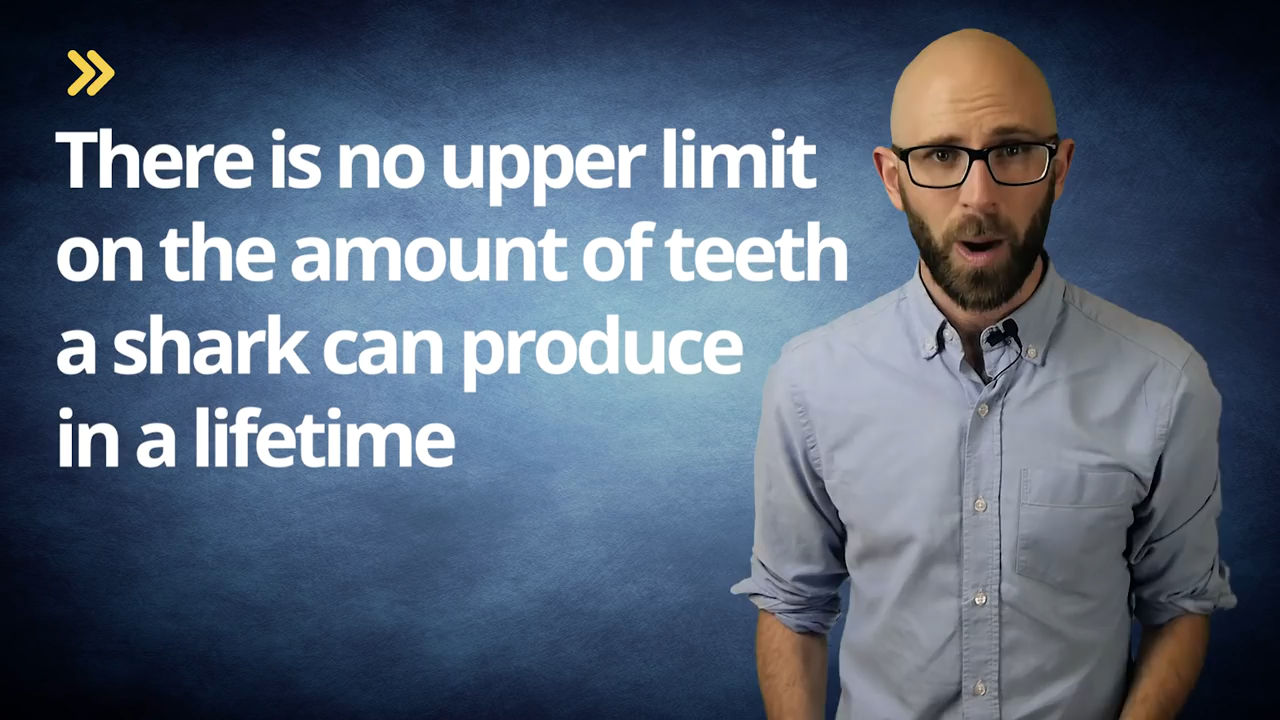 There is no upper limit
on the amount of teeth
a shark can produce
in a lifetime